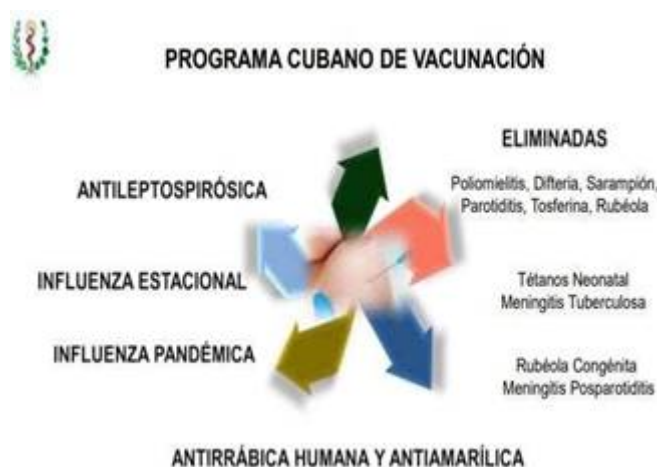 PROGRAMA CUBANO DE VACUNACIÓN
ELIMINADAS
Poliomielitis, Difteria, Sarampión,
Parotiditis, Tosferina, Rubéola
ANTILEPTOSPIRÓSICA
INFLUENZA ESTACIONAL
Tétanos Neonatal
Meningitis Tuberculosa
INFLUENZA PANDÉMICA
Rubéola Congénita
Meningitis Posparotiditis
ANTIRRÁBICA HUMANA Y ANTIAMARÍLICA